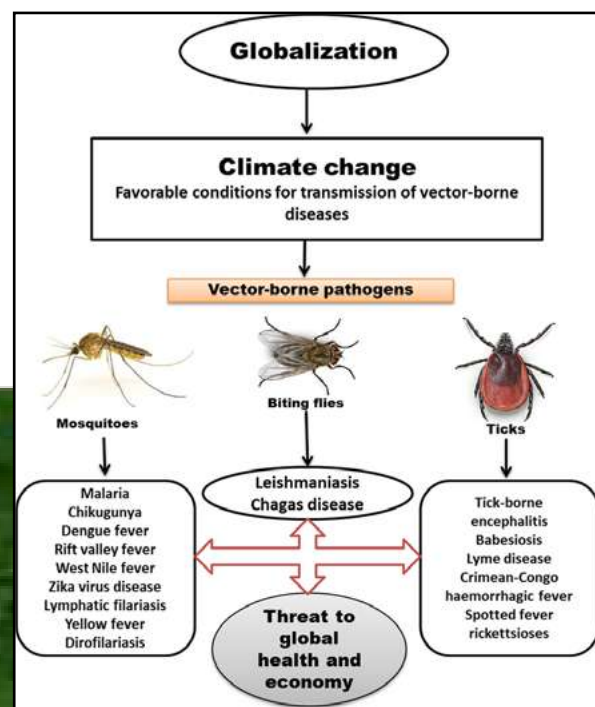 Globalization
Climate change
Favorable conditions for transmission of vector-borne
diseases
Vector-borne pathogens
Mosquitoes
Biting flies
Ticks
Malaria
Chikugunya
Dengue fever
Rift valley fever
West Nile fever
Zika virus disease
Lymphatic filariasis
Yellow fever
Dirofilariasis
Leishmaniasis
Chagas disease
Tick-borne
encephalitis
Babesiosis
Lyme disease
Crimean-Congo
haemorrhagic fever
Spotted fever
rickettsioses
Threat to
global
health and
economy